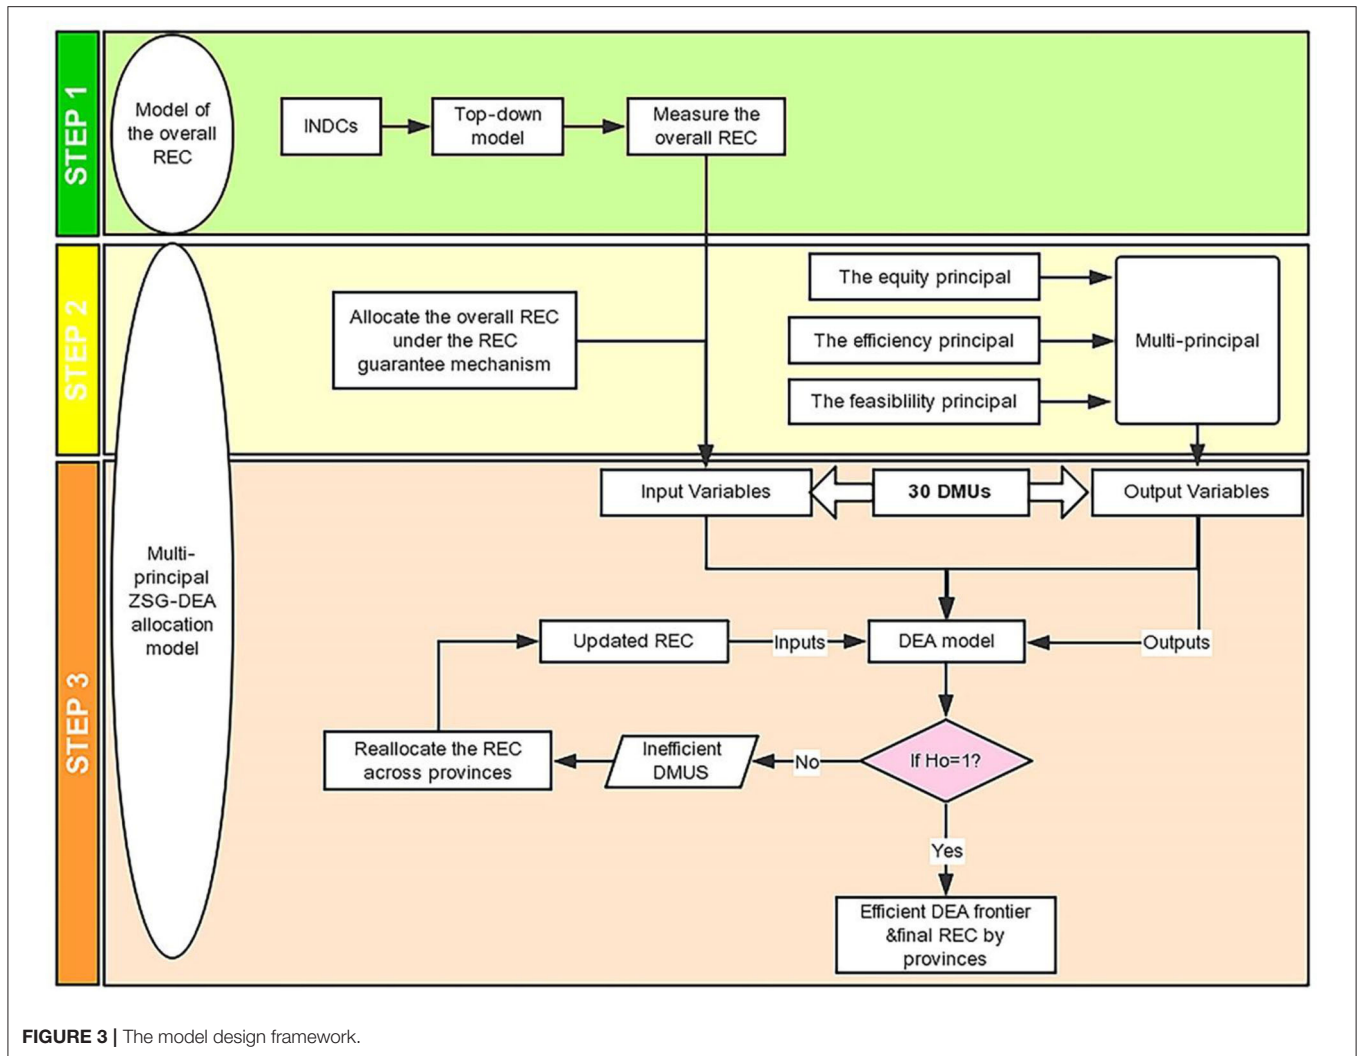 STEP 1
Model of
the overall
REC
INDCs
Top-down
model
Measure the
overall REC
STEP 2
Allocate the overall REC
under the REC
guarantee mechanism
The equity principal
The efficiency principal
The feasiblility principal
Multi-principal
STEP 3
Multi-
principal
ZSG-DEA
allocation
model
Input Variables
30 DMUs
Output Variables
Updated REC
Inputs
DEA model
Outputs
Reallocate the REC
across provinces
Inefficient
DMUS
No
If Ho=1?
Yes
Efficient DEA frontier
&final REC by
provinces
FIGURE 3 | The model design framework.